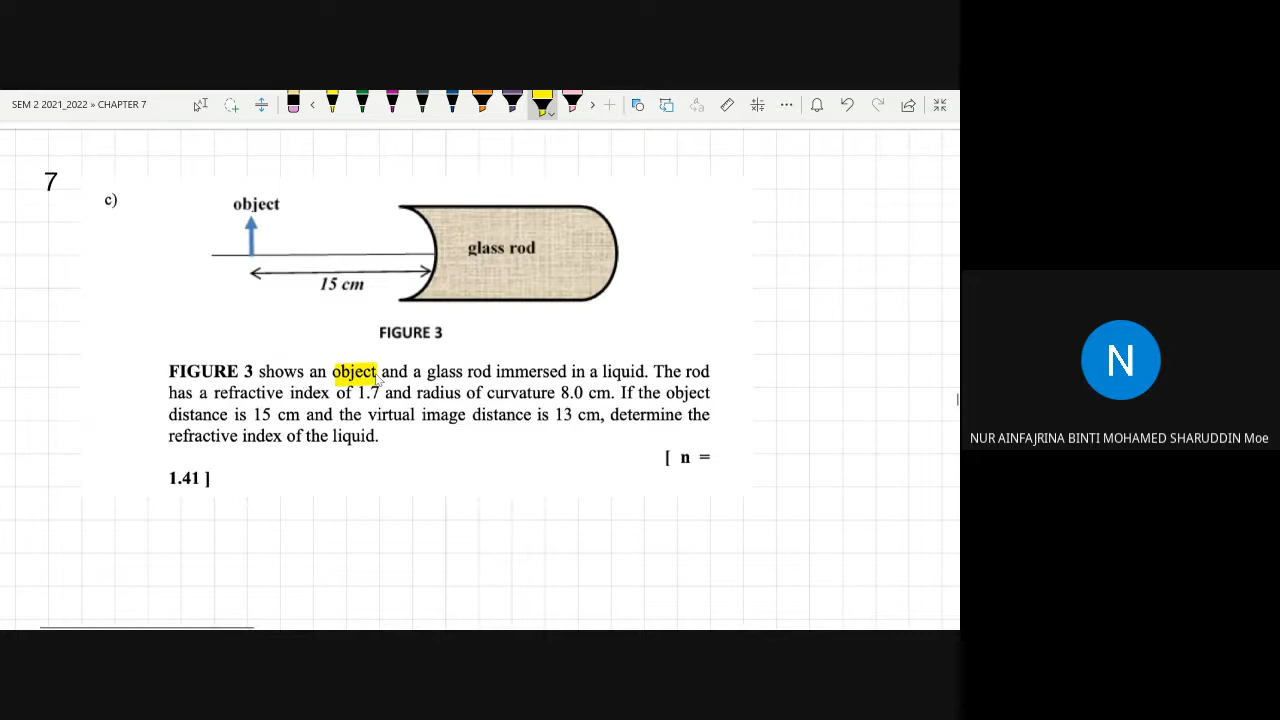 SEM 2 2021_2022 » CHAPTER 7
7
c)
object
glass rod
15 cm
FIGURE 3
FIGURE 3 shows an object and a glass rod immersed in a liquid. The rod
has a refractive index of 1.7 and radius of curvature 8.0 cm. If the object
distance is 15 cm and the virtual image distance is 13 cm, determine the
refractive index of the liquid.
[ n =
1.41 ]
N
NUR AINFAJRINA BINTI MOHAMED SHARUDDIN Moe